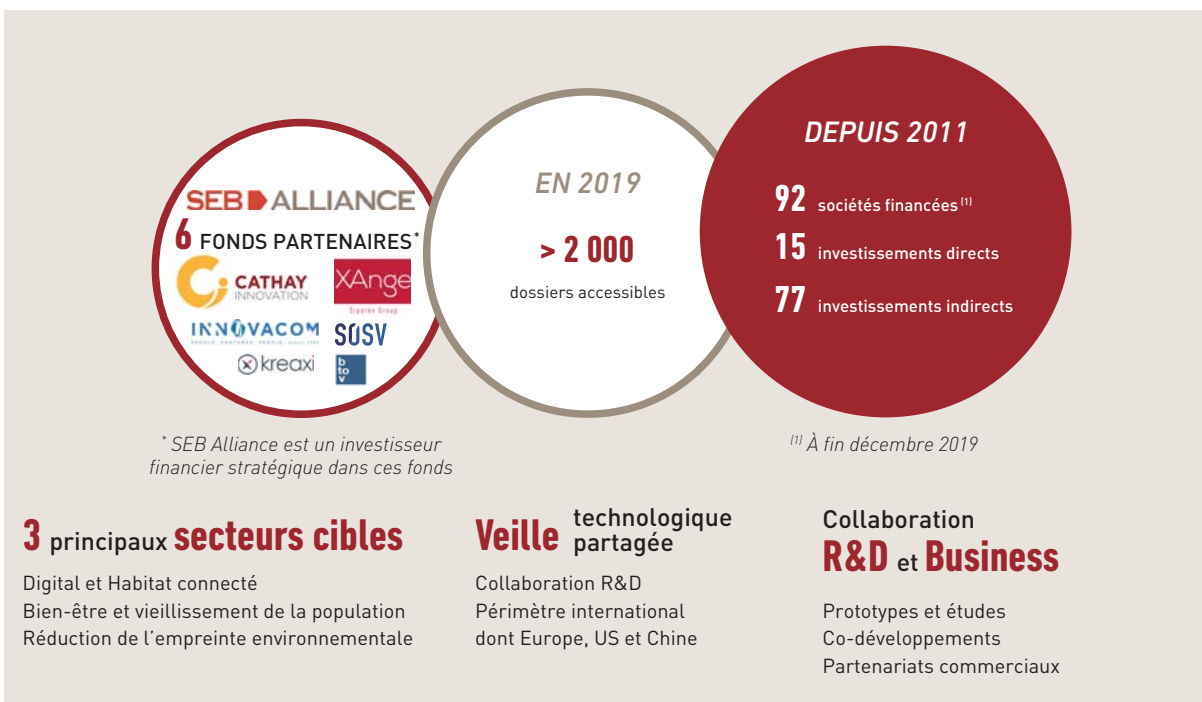 SEB ALLIANCE
6 FONDS PARTENAIRES*
CATHAY
INNOVATION
XAnge
Siparex Group
INNOVACOM
SOSV
kreaxi
b
to
v
* SEB Alliance est un investisseur
financier stratégique dans ces fonds
EN 2019
> 2 000
dossiers accessibles
DEPUIS 2011
92 sociétés financées (1)
15 investissements directs
77 investissements indirects
(1) À fin décembre 2019
3 principaux secteurs cibles
Digital et Habitat connecté
Bien-être et vieillissement de la population
Réduction de l'empreinte environnementale
Veille technologique
partagée
Collaboration R&D
Périmètre international
dont Europe, US et Chine
Collaboration
R&D et Business
Prototypes et études
Co-développements
Partenariats commerciaux